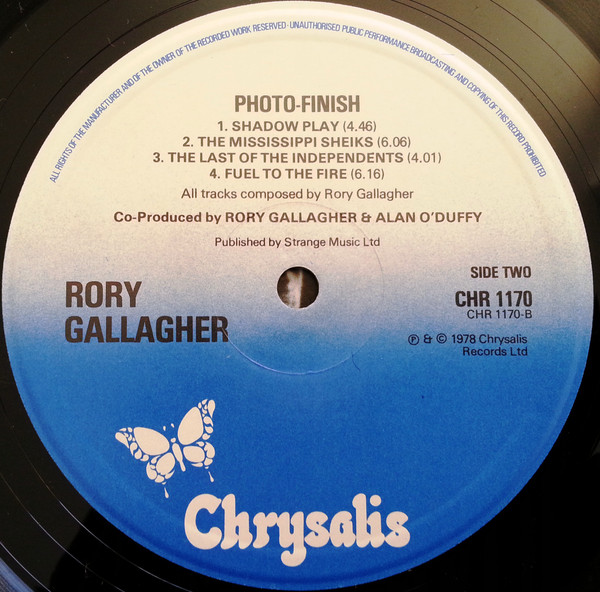 ALL RIGHTS OF THE MANUFACTURER AND OF THE OWNER OF THE RECORDED WORK RESERVED·UNAUTHORISED PUBLIC PERFORMANCE BROADCASTING AND COPYING OF THIS RECORD PROHIBITED
PHOTO-FINISH
1. SHADOW PLAY (4.46)
2. THE MISSISSIPPI SHEIKS (6.06)
3. THE LAST OF THE INDEPENDENTS (4.01)
4. FUEL TO THE FIRE (6.16)
All tracks composed by Rory Gallagher
Co-Produced by RORY GALLAGHER & ALAN O'DUFFY
Published by Strange Music Ltd
RORY
GALLAGHER
SIDE TWO
CHR 1170
CHR 1170-B
℗ & © 1978 Chrysalis
Records Ltd
Chrysalis